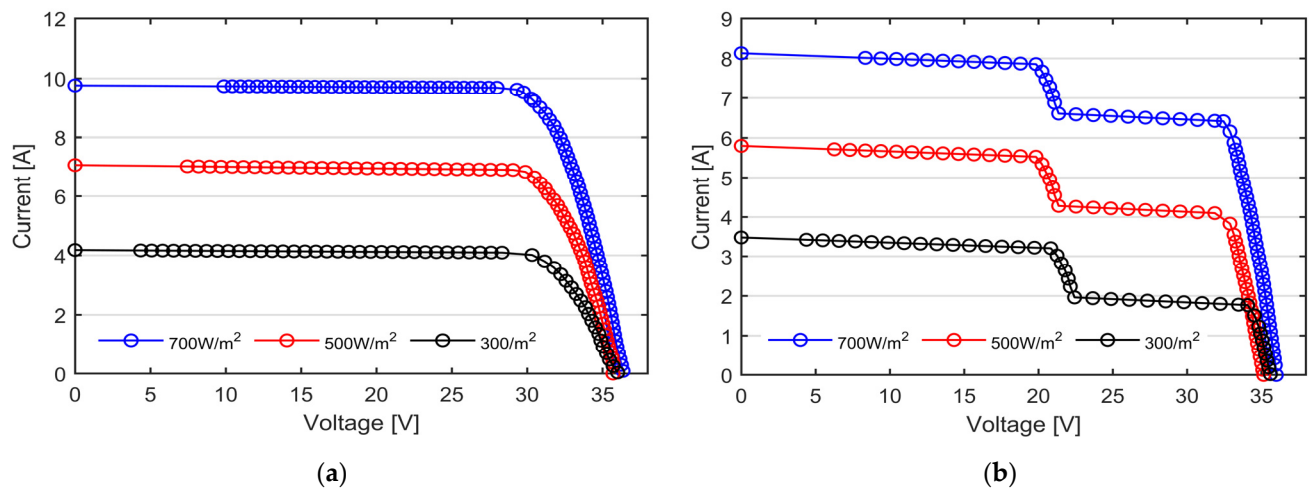 12
10
8
6
4
2
0
Current [A]
700W/m²
500W/m²
300/m²
0 5 10 15 20 25 30 35
Voltage [V]
(a)
9
8
7
6
5
4
3
2
1
0
Current [A]
700W/m²
500W/m²
300/m²
0 5 10 15 20 25 30 35
Voltage [V]
(b)